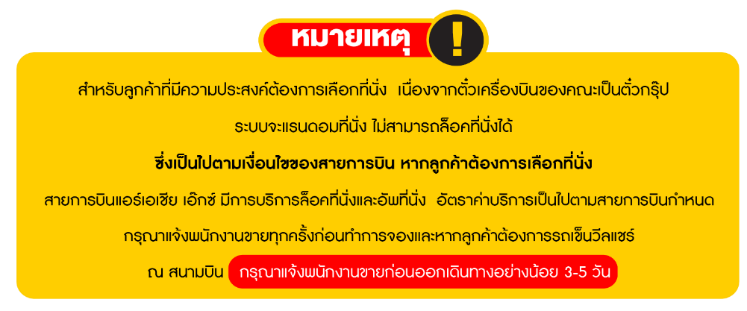 หมายเหตุ !
สำหรับลูกค้าที่มีความประสงค์ต้องการเลือกที่นั่ง เนื่องจากตั๋วเครื่องบินของคณะเป็นตั๋วกรุ๊ป
ระบบจะแรนดอมที่นั่ง ไม่สามารถล็อคที่นั่งได้
ซึ่งเป็นไปตามเงื่อนไขของสายการบิน หากลูกค้าต้องการเลือกที่นั่ง
สายการบินแอร์เอเชีย เอ๊กซ์ มีการบริการล็อคที่นั่งและอัพที่นั่ง อัตราค่าบริการเป็นไปตามสายการบินกำหนด
กรุณาแจ้งพนักงานขายทุกครั้งก่อนทำการจองและหากลูกค้าต้องการรถเข็นวีลแชร์
ณ สนามบิน กรุณาแจ้งพนักงานขายก่อนออกเดินทางอย่างน้อย 3-5 วัน